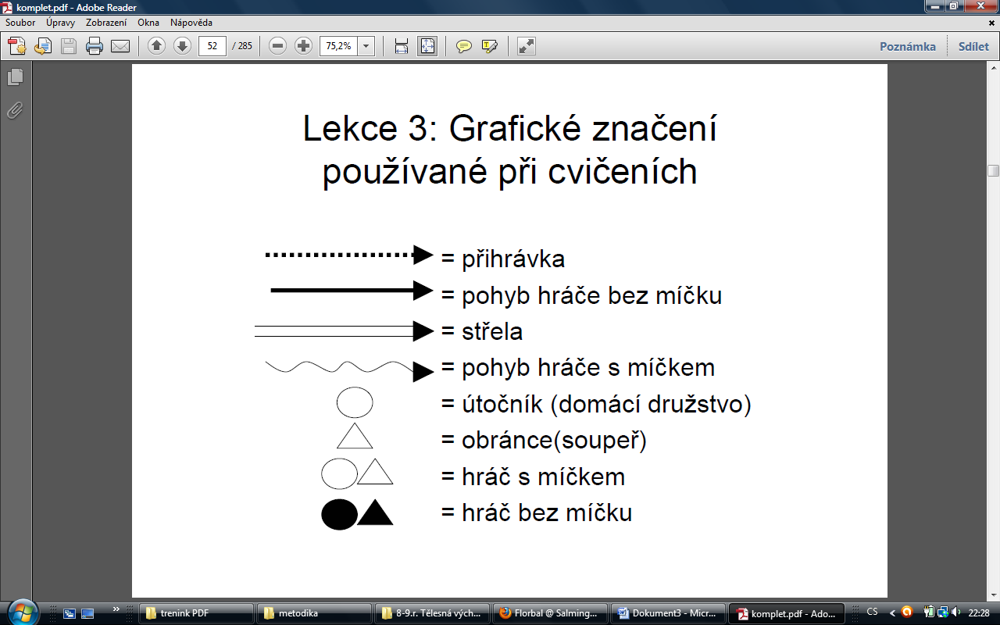 komplet.pdf - Adobe Reader
Soubor Úpravy Zobrazení Okna Nápověda
52 / 285 75,2% Poznámka Sdílet
Lekce 3: Grafické značení
používané při cvičeních
= přihrávka
= pohyb hráče bez míčku
= střela
= pohyb hráče s míčkem
= útočník (domácí družstvo)
= obránce(soupeř)
= hráč s míčkem
= hráč bez míčku
trenink PDF metodika 8-9.r. Tělesná vých... Florbal @ Salming... Dokument3 - Micr... komplet.pdf - Ado... CS 22:28